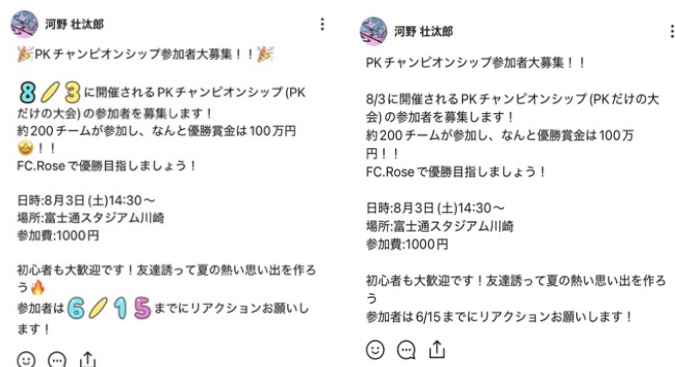 河野 壮汰郎
🎉PKチャンピオンシップ参加者大募集！！🎉
8/3に開催されるPKチャンピオンシップ(PK
だけの大会)の参加者を募集します！
約200チームが参加し、なんと優勝賞金は100万円
🤩！！
FC.Roseで優勝目指しましょう！
日時:8月3日(土)14:30～
場所:富士通スタジアム川崎
参加費:1000円
初心者も大歓迎です！友達誘って夏の熱い思い出を作ろ
う🔥
参加者は6/15までにリアクションお願いし
ます！
河野 壮汰郎
PKチャンピオンシップ参加者大募集！！
8/3に開催されるPKチャンピオンシップ(PKだけの大
会)の参加者を募集します！
約200チームが参加し、なんと優勝賞金は100万
円！！
FC.Roseで優勝目指しましょう！
日時:8月3日(土)14:30～
場所:富士通スタジアム川崎
参加費:1000円
初心者も大歓迎です！友達誘って夏の熱い思い出を作ろ
う
参加者は6/15までにリアクションお願いします！